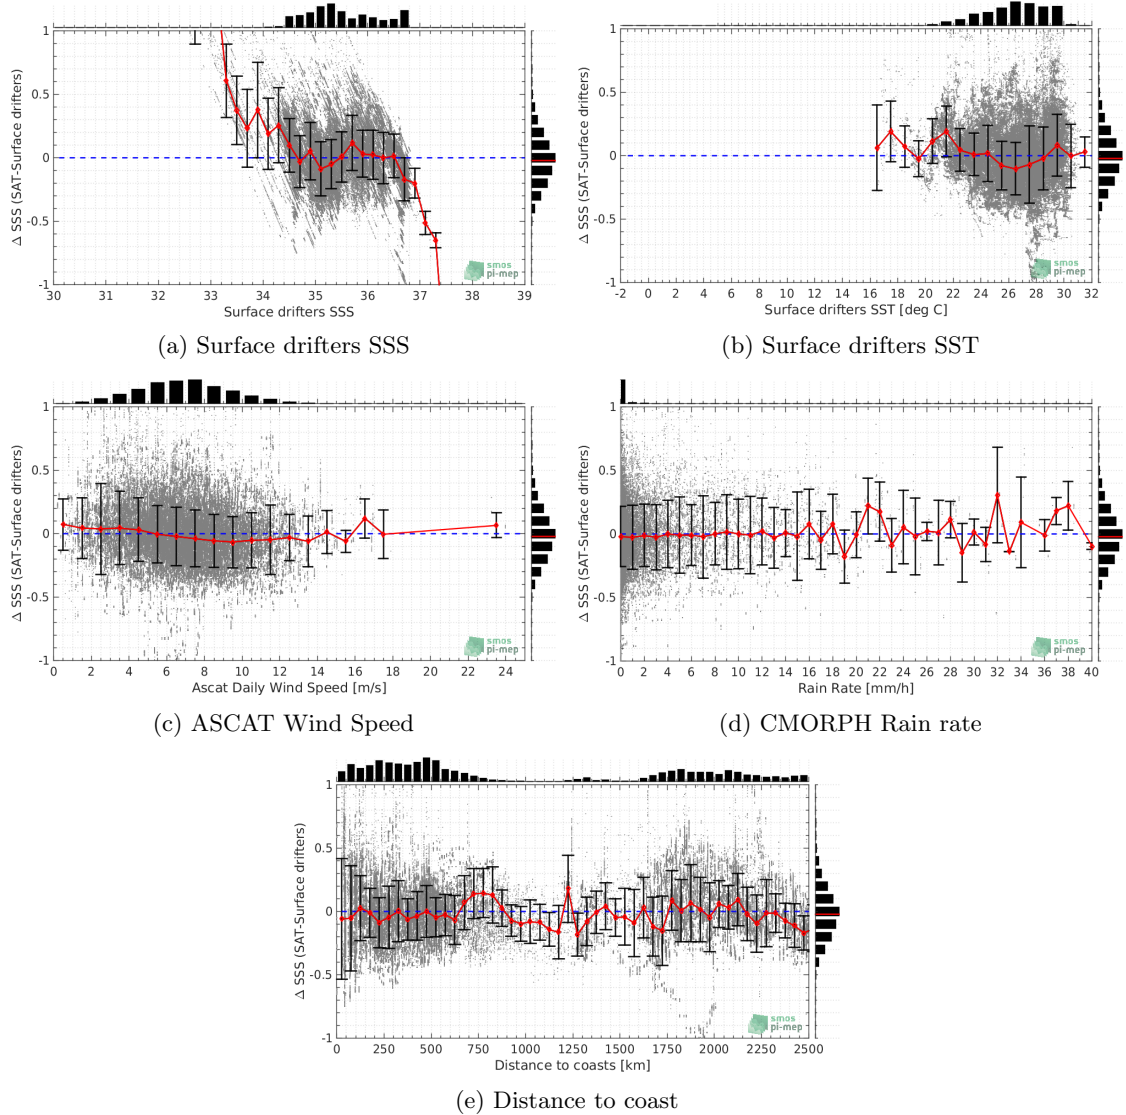 1
0.5
0
-0.5
-1
Δ SSS (SAT-Surface drifters)
30 31 32 33 34 35 36 37 38 39
Surface drifters SSS
smos
pi-mep
(a) Surface drifters SSS
1
0.5
0
-0.5
-1
Δ SSS (SAT-Surface drifters)
-2 0 2 4 6 8 10 12 14 16 18 20 22 24 26 28 30 32
Surface drifters SST [deg C]
smos
pi-mep
(b) Surface drifters SST
1
0.5
0
-0.5
-1
Δ SSS (SAT-Surface drifters)
0 2 4 6 8 10 12 14 16 18 20 22 24
Ascat Daily Wind Speed [m/s]
smos
pi-mep
(c) ASCAT Wind Speed
1
0.5
0
-0.5
-1
Δ SSS (SAT-Surface drifters)
0 2 4 6 8 10 12 14 16 18 20 22 24 26 28 30 32 34 36 38 40
Rain Rate [mm/h]
smos
pi-mep
(d) CMORPH Rain rate
1
0.5
0
-0.5
-1
Δ SSS (SAT-Surface drifters)
0 250 500 750 1000 1250 1500 1750 2000 2250 2500
Distance to coasts [km]
smos
pi-mep
(e) Distance to coast